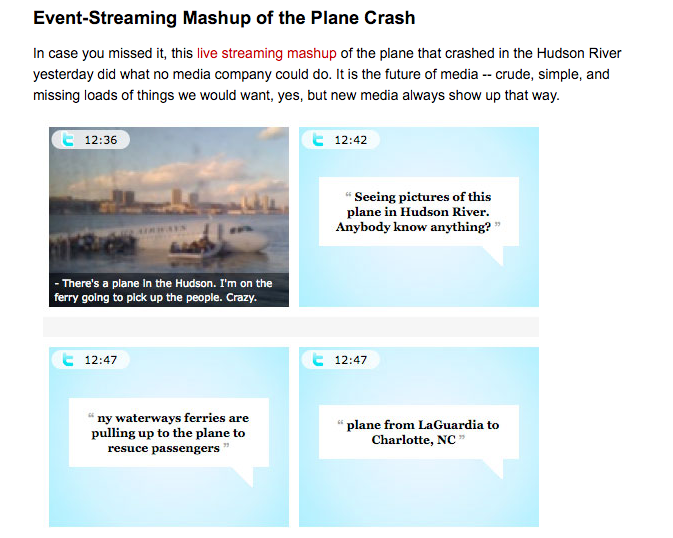 Event-Streaming Mashup of the Plane Crash
In case you missed it, this live streaming mashup of the plane that crashed in the Hudson River
yesterday did what no media company could do. It is the future of media -- crude, simple, and
missing loads of things we would want, yes, but new media always show up that way.
t 12:36
AIRWAYS
- There's a plane in the Hudson. I'm on the
ferry going to pick up the people. Crazy.
t 12:42
“ Seeing pictures of this
plane in Hudson River.
Anybody know anything? ”
t 12:47
“ ny waterways ferries are
pulling up to the plane to
resuce passengers ”
t 12:47
“ plane from LaGuardia to
Charlotte, NC ”